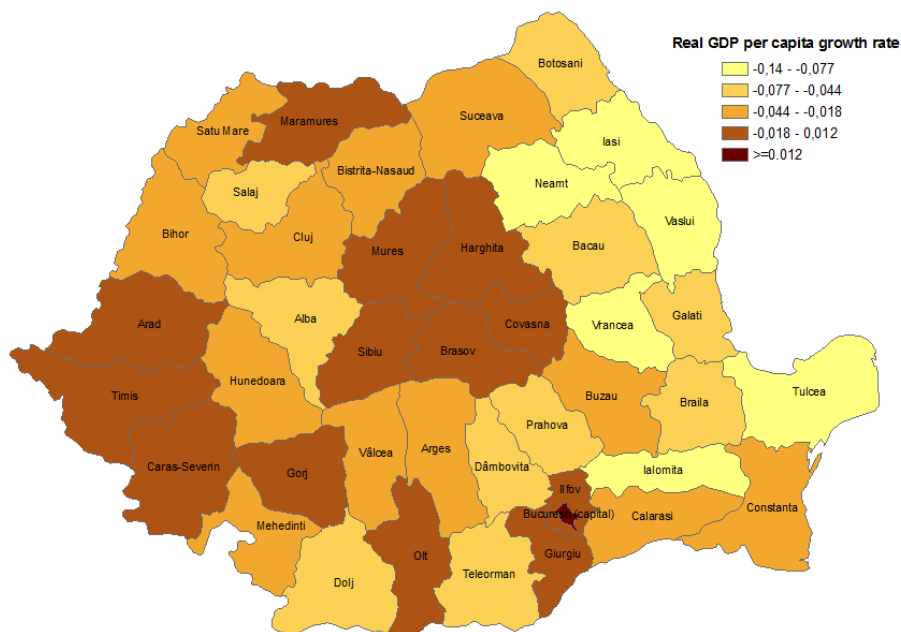 Real GDP per capita growth rate
-0,14 - -0,077
-0,077 - -0,044
-0,044 - -0,018
-0,018 - 0,012
>=0.012
Botosani
Suceava
Maramures
Satu Mare
Iasi
Bistrita-Nasaud
Neamt
Salaj
Vaslui
Bihor
Cluj
Mures
Harghita
Bacau
Alba
Arad
Covasna
Vrancea
Galati
Sibiu
Brasov
Hunedoara
Timis
Buzau
Tulcea
Braila
Prahova
Vâlcea
Arges
Caras-Severin
Gorj
Dâmbovita
Ialomita
Ilfov
Constanta
Bucuresti (capital)
Calarasi
Mehedinti
Olt
Giurgiu
Teleorman
Dolj